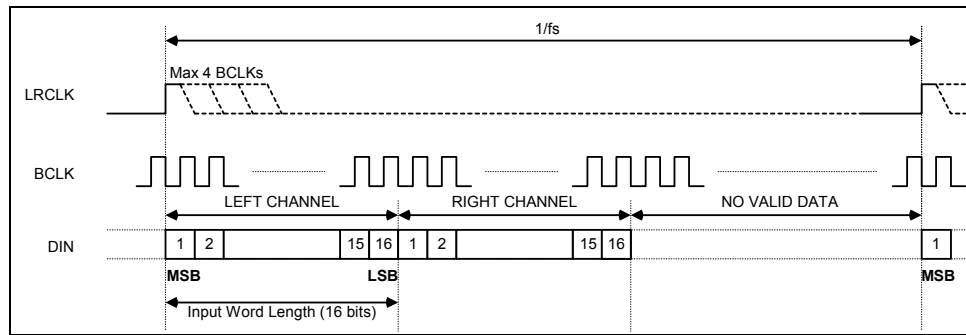 1/fs
Max 4 BCLKs
LRCLK
BCLK
LEFT CHANNEL RIGHT CHANNEL NO VALID DATA
DIN 1 2 15 16 1 2 15 16 1
MSB LSB MSB
Input Word Length (16 bits)